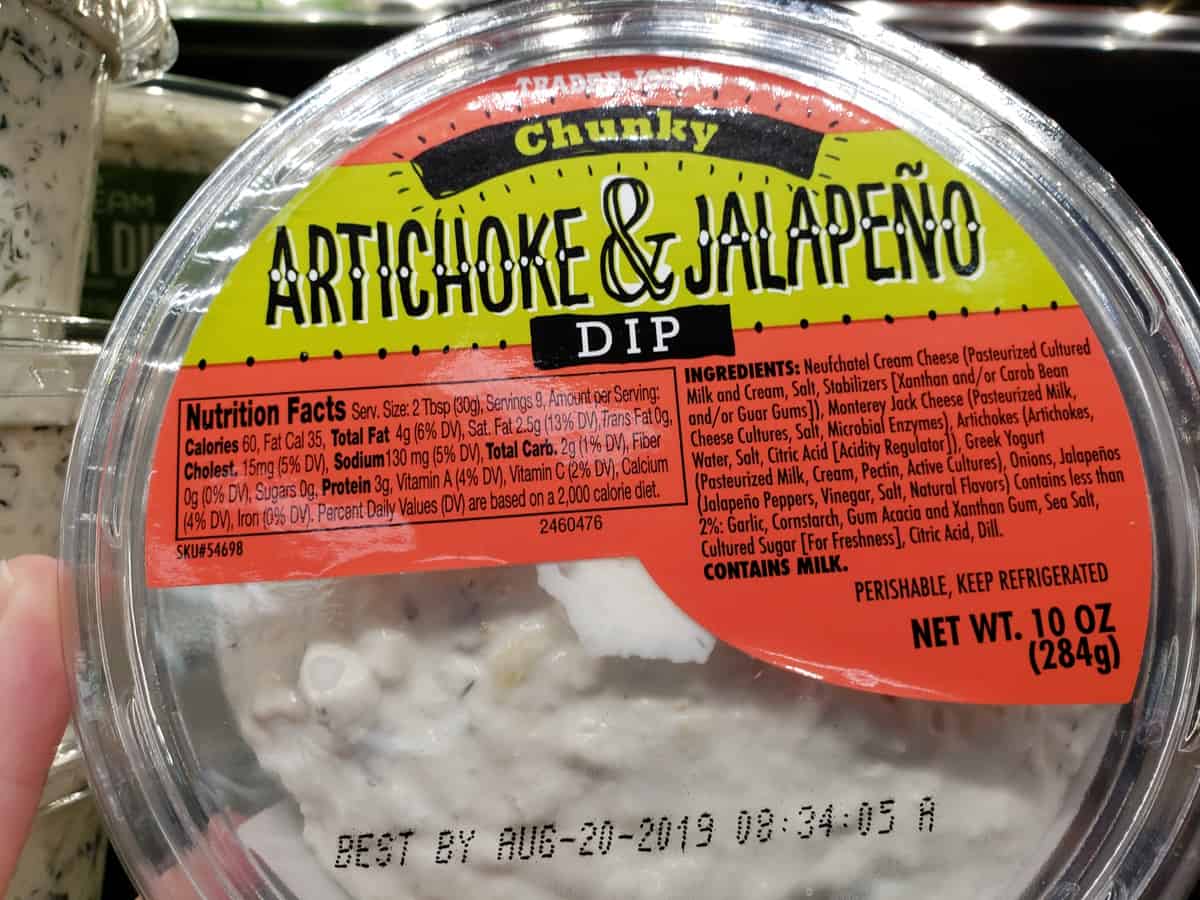 TRADER JOE'S
Chunky
ARTICHOKE & JALAPEÑO
DIP
Nutrition Facts Serv. Size: 2 Tbsp (30g), Servings 9, Amount per Serving:
Calories 60, Fat Cal 35, Total Fat 4g (6% DV), Sat. Fat 2.5g (13% DV), Trans Fat 0g,
Cholest. 15mg (5% DV), Sodium 130 mg (5% DV), Total Carb. 2g (1% DV), Fiber
0g (0% DV), Sugars 0g, Protein 3g, Vitamin A (4% DV), Vitamin C (2% DV), Calcium
(4% DV), Iron (0% DV). Percent Daily Values (DV) are based on a 2,000 calorie diet.
SKU#54698
2460476
INGREDIENTS: Neufchatel Cream Cheese (Pasteurized Cultured
Milk and Cream, Salt, Stabilizers [Xanthan and/or Carob Bean
and/or Guar Gums]), Monterey Jack Cheese (Pasteurized Milk,
Cheese Cultures, Salt, Microbial Enzymes), Artichokes (Artichokes,
Water, Salt, Citric Acid [Acidity Regulator]), Greek Yogurt
(Pasteurized Milk, Cream, Pectin, Active Cultures), Onions, Jalapeños
(Jalapeño Peppers, Vinegar, Salt, Natural Flavors) Contains less than
2%: Garlic, Cornstarch, Gum Acacia and Xanthan Gum, Sea Salt,
Cultured Sugar [For Freshness], Citric Acid, Dill.
CONTAINS MILK.
PERISHABLE, KEEP REFRIGERATED
NET WT. 10 OZ
(284g)
BEST BY AUG-20-2019 08:34:05 A